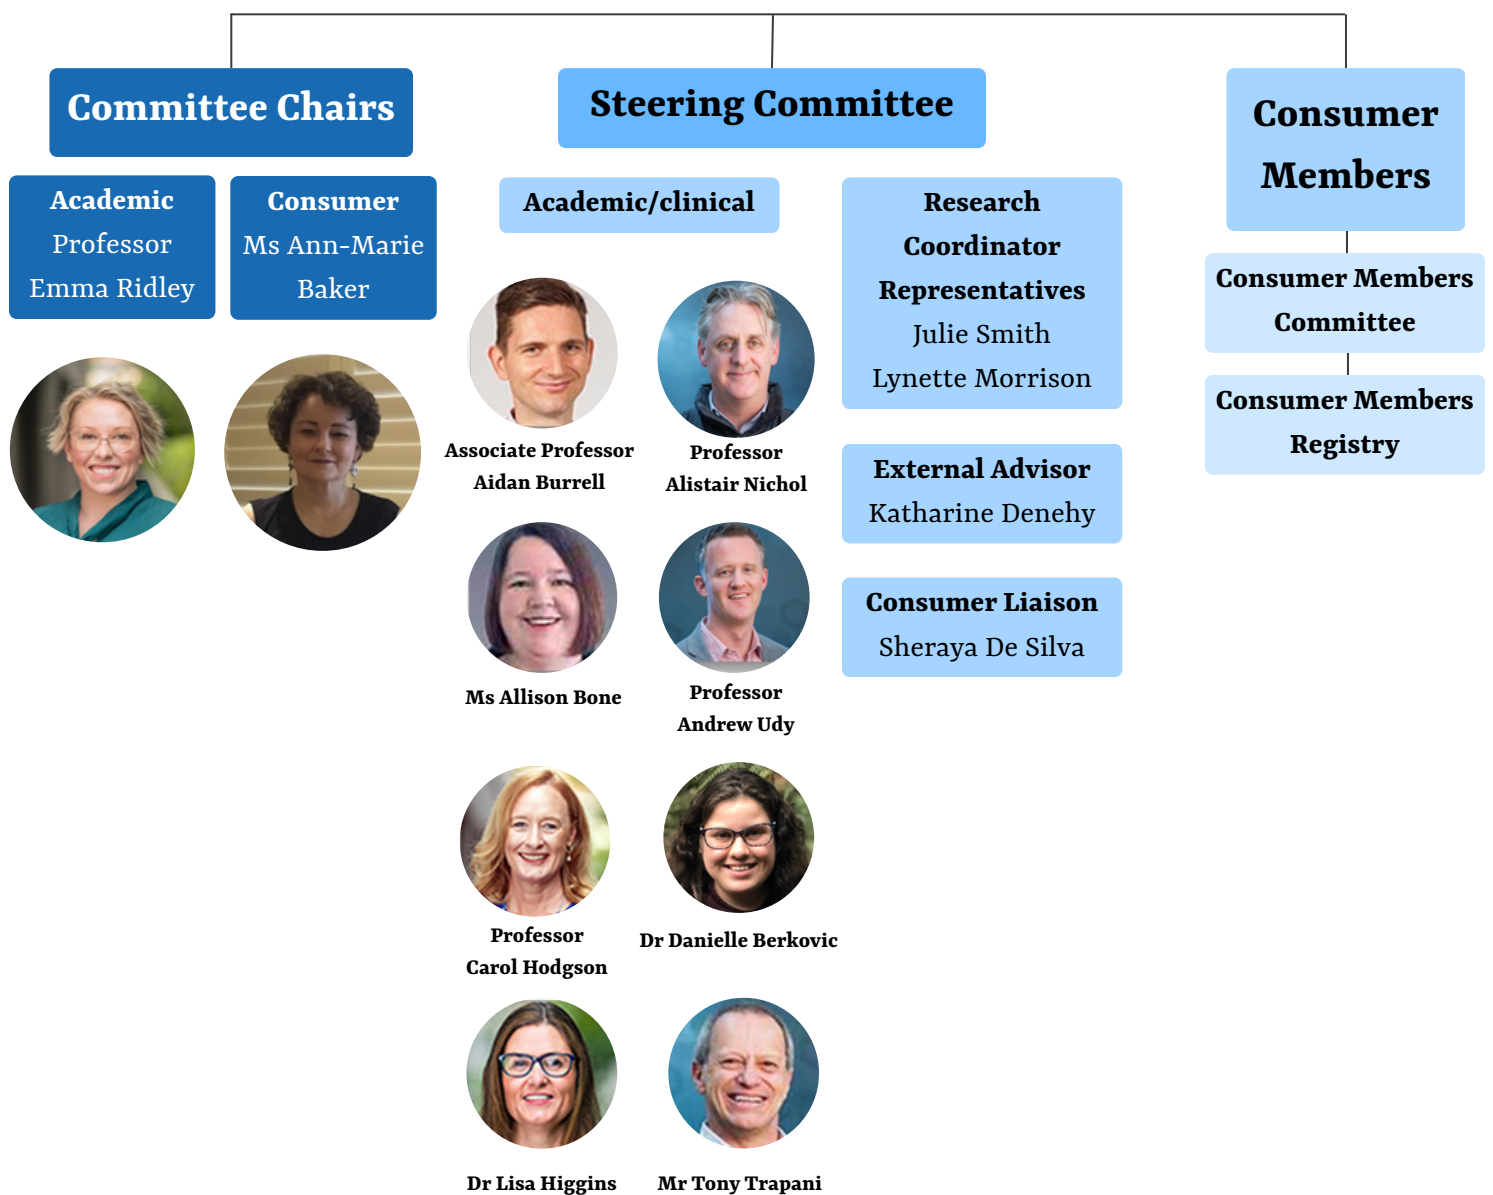 Committee Chairs
Academic
Professor
Emma Ridley
Consumer
Ms Ann-Marie
Baker
Steering Committee
Academic/clinical
Associate Professor
Aidan Burrell
Professor
Alistair Nichol
Ms Allison Bone
Professor
Andrew Udy
Professor
Carol Hodgson
Dr Danielle Berkovic
Dr Lisa Higgins
Mr Tony Trapani
Research
Coordinator
Representatives
Julie Smith
Lynette Morrison
External Advisor
Katharine Denehy
Consumer Liaison
Sheraya De Silva
Consumer
Members
Consumer Members
Committee
Consumer Members
Registry